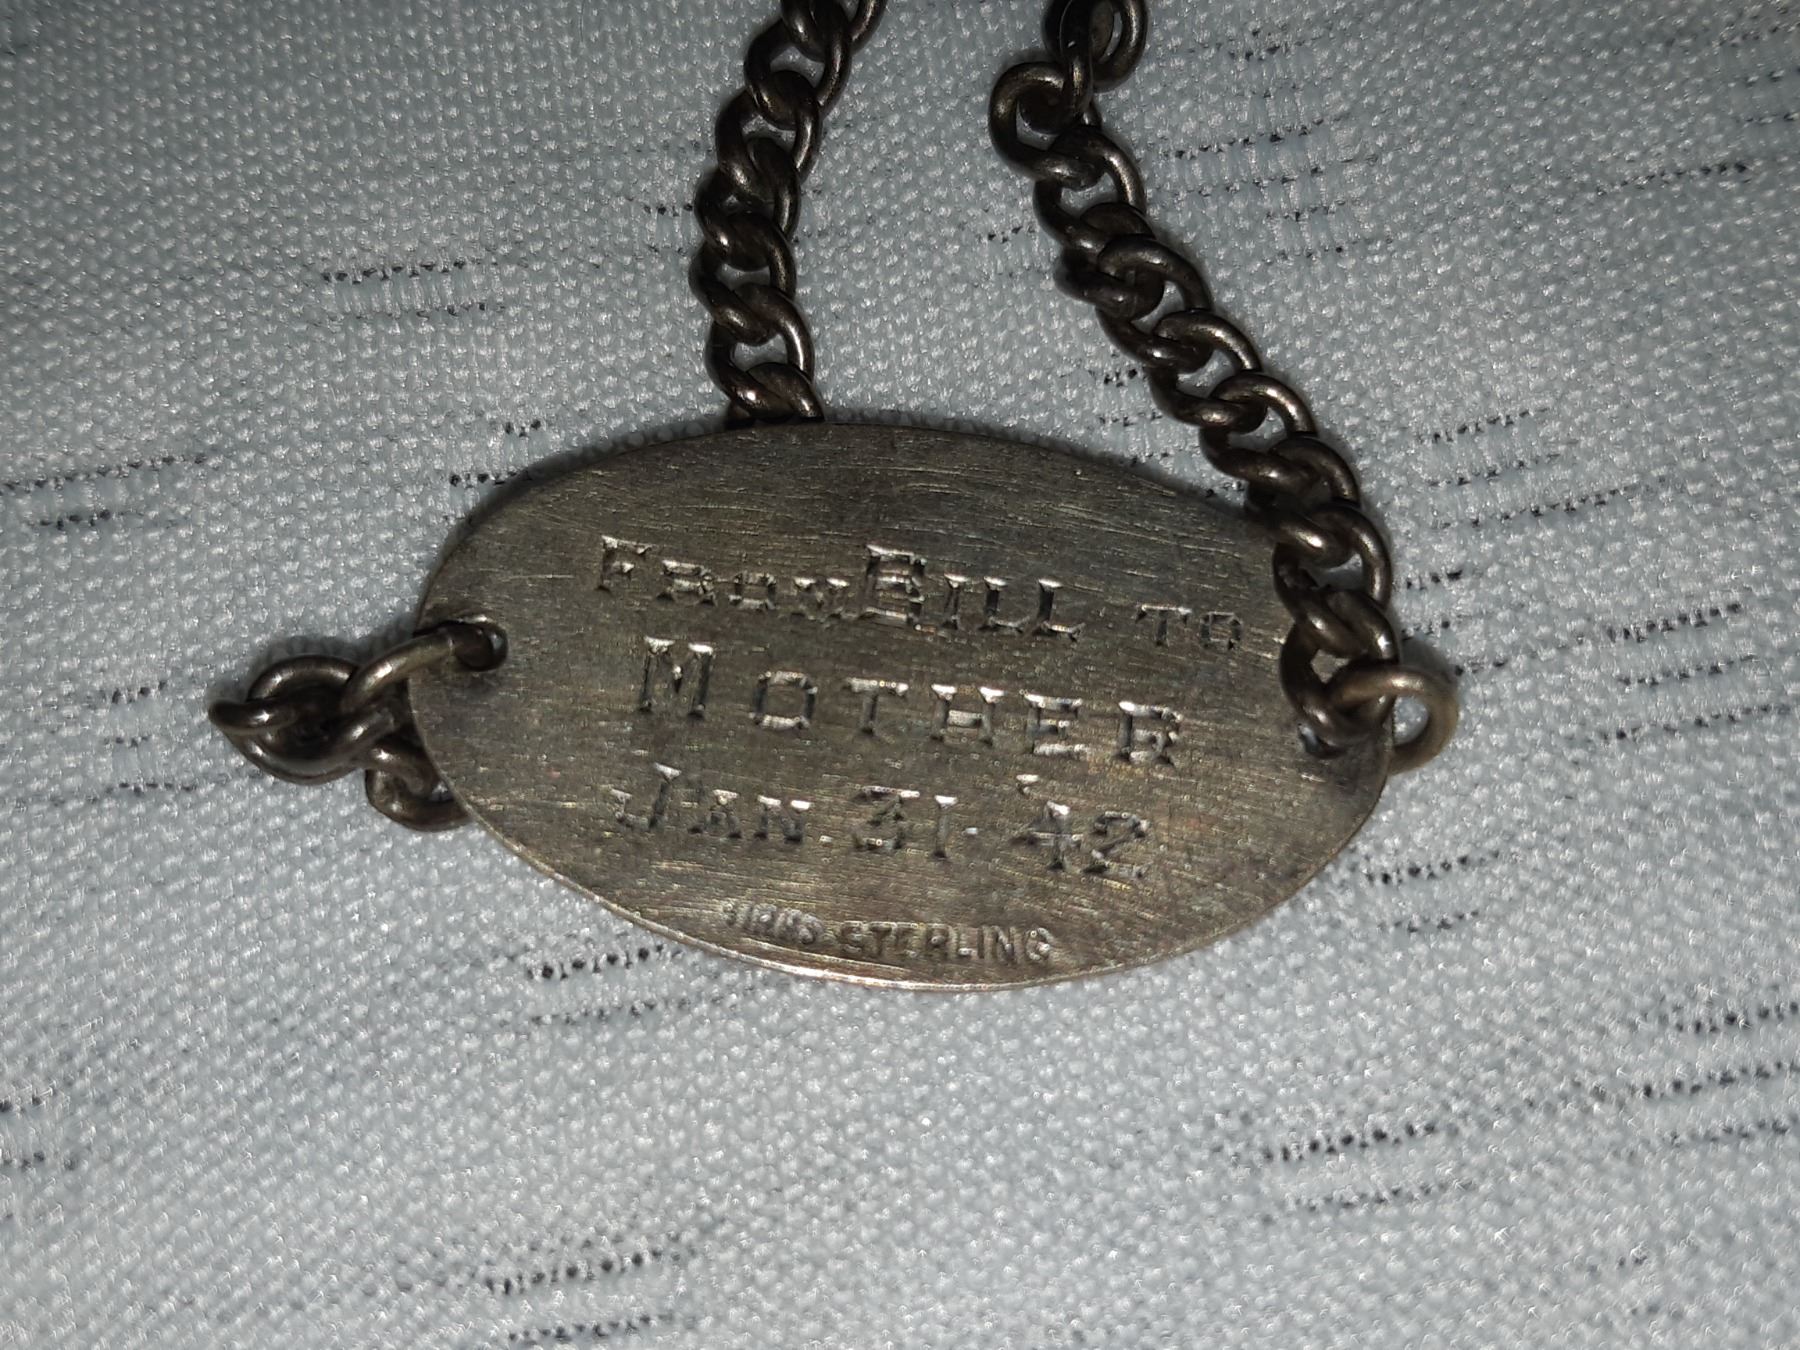 FROM BILL TO
MOTHER
JAN. 31. '42
STERLING